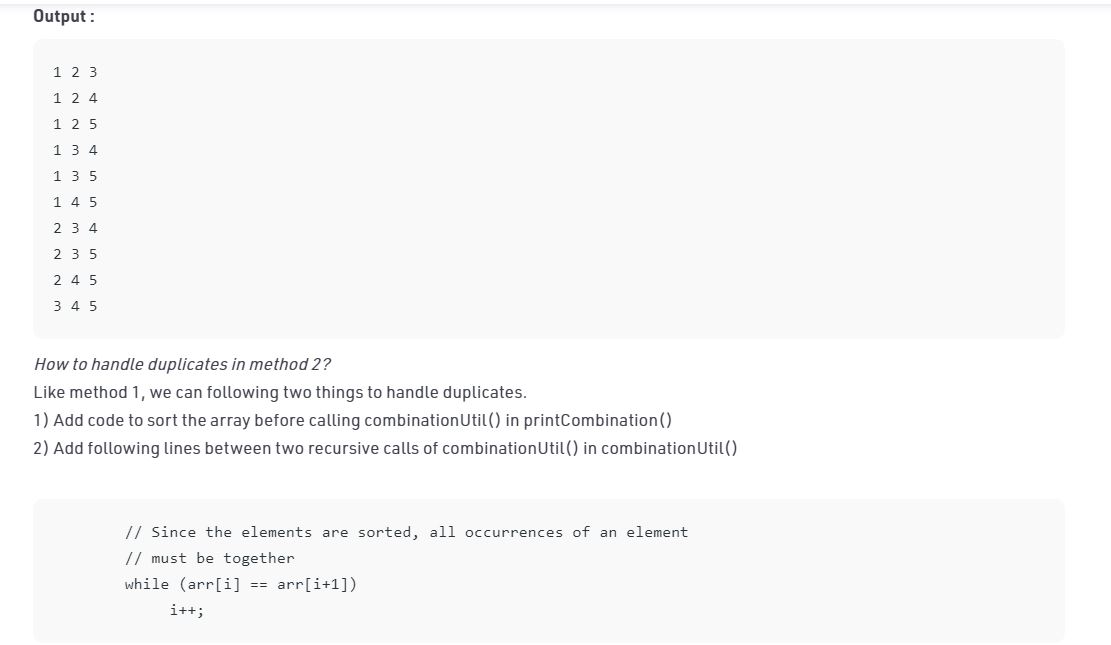 Output :
1 2 3
1 2 4
1 2 5
1 3 4
1 3 5
1 4 5
2 3 4
2 3 5
2 4 5
3 4 5
How to handle duplicates in method 2?
Like method 1, we can following two things to handle duplicates.
1) Add code to sort the array before calling combinationUtil() in printCombination()
2) Add following lines between two recursive calls of combinationUtil() in combinationUtil()
// Since the elements are sorted, all occurrences of an element
// must be together
while (arr[i] == arr[i+1])
i++;